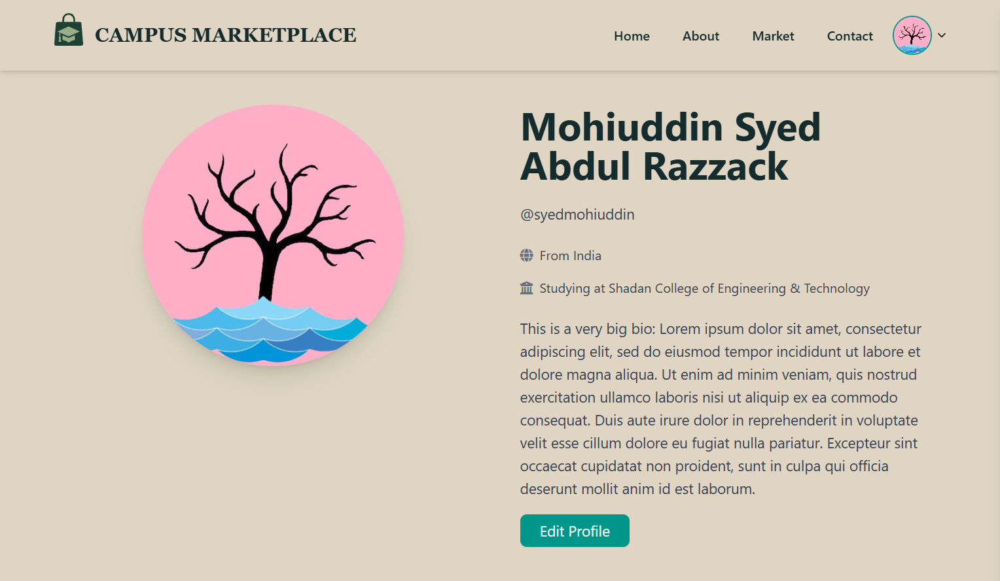 CAMPUS MARKETPLACE
Home About Market Contact
Mohiuddin Syed
Abdul Razzack
@syedmohiuddin
From India
Studying at Shadan College of Engineering & Technology
This is a very big bio: Lorem ipsum dolor sit amet, consectetur
adipiscing elit, sed do eiusmod tempor incididunt ut labore et
dolore magna aliqua. Ut enim ad minim veniam, quis nostrud
exercitation ullamco laboris nisi ut aliquip ex ea commodo
consequat. Duis aute irure dolor in reprehenderit in voluptate
velit esse cillum dolore eu fugiat nulla pariatur. Excepteur sint
occaecat cupidatat non proident, sunt in culpa qui officia
deserunt mollit anim id est laborum.
Edit Profile